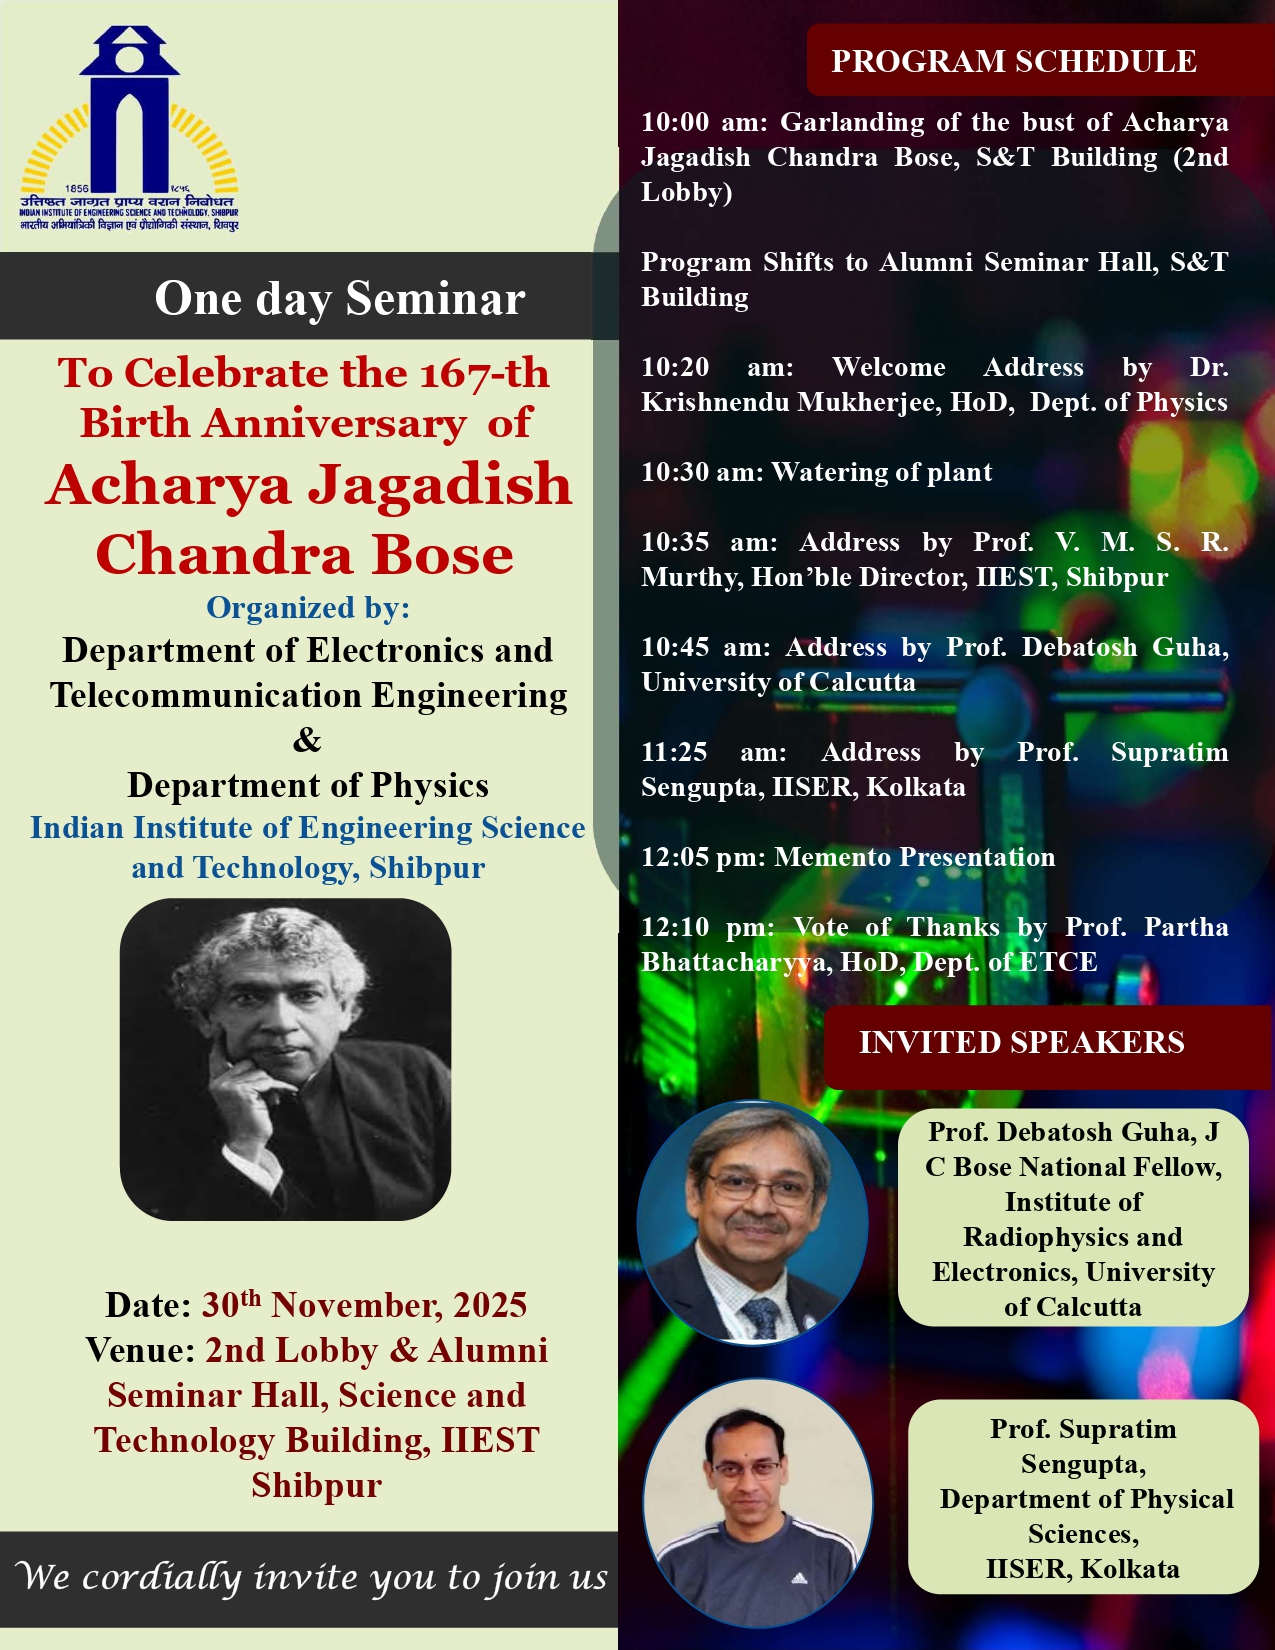 1856 १८५६
उत्तिष्ठत जाग्रत प्राप्य वरान निबोधत
INDIAN INSTITUTE OF ENGINEERING SCIENCE AND TECHNOLOGY, SHIBPUR
भारतीय अभियांत्रिकी विज्ञान एवं प्रौद्योगिकी संस्थान, शिवपुर
One day Seminar
To Celebrate the 167-th
Birth Anniversary of
Acharya Jagadish
Chandra Bose
Organized by:
Department of Electronics and
Telecommunication Engineering
&
Department of Physics
Indian Institute of Engineering Science
and Technology, Shibpur
Date: 30th November, 2025
Venue: 2nd Lobby & Alumni
Seminar Hall, Science and
Technology Building, IIEST
Shibpur
We cordially invite you to join us
PROGRAM SCHEDULE
10:00 am: Garlanding of the bust of Acharya
Jagadish Chandra Bose, S&T Building (2nd
Lobby)
Program Shifts to Alumni Seminar Hall, S&T
Building
10:20 am: Welcome Address by Dr.
Krishnendu Mukherjee, HoD, Dept. of Physics
10:30 am: Watering of plant
10:35 am: Address by Prof. V. M. S. R.
Murthy, Hon’ble Director, IIEST, Shibpur
10:45 am: Address by Prof. Debatosh Guha,
University of Calcutta
11:25 am: Address by Prof. Supratim
Sengupta, IISER, Kolkata
12:05 pm: Memento Presentation
12:10 pm: Vote of Thanks by Prof. Partha
Bhattacharyya, HoD, Dept. of ETCE
INVITED SPEAKERS
Prof. Debatosh Guha, J
C Bose National Fellow,
Institute of
Radiophysics and
Electronics, University
of Calcutta
Prof. Supratim
Sengupta,
Department of Physical
Sciences,
IISER, Kolkata